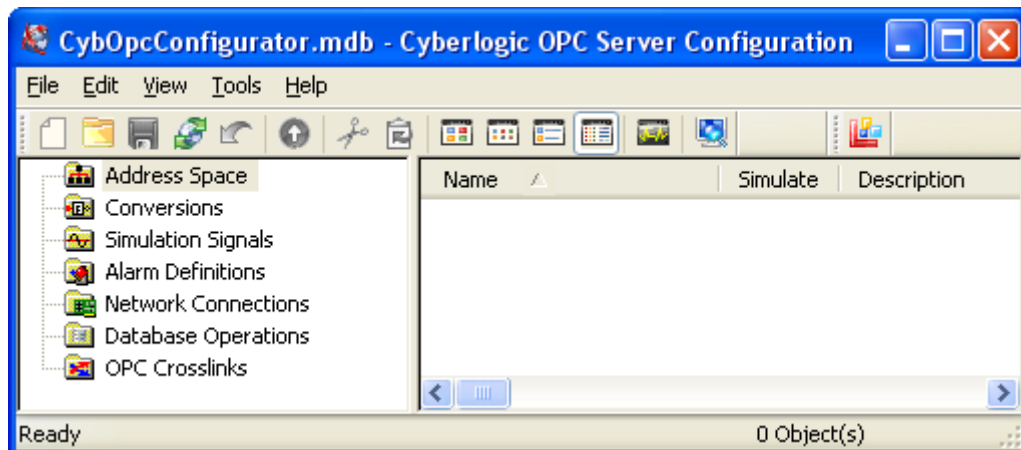 CybOpcConfigurator.mdb - Cyberlogic OPC Server Configuration
File Edit View Tools Help
Address Space
Conversions
Simulation Signals
Alarm Definitions
Network Connections
Database Operations
OPC Crosslinks
Name Simulate Description
Ready 0 Object(s)